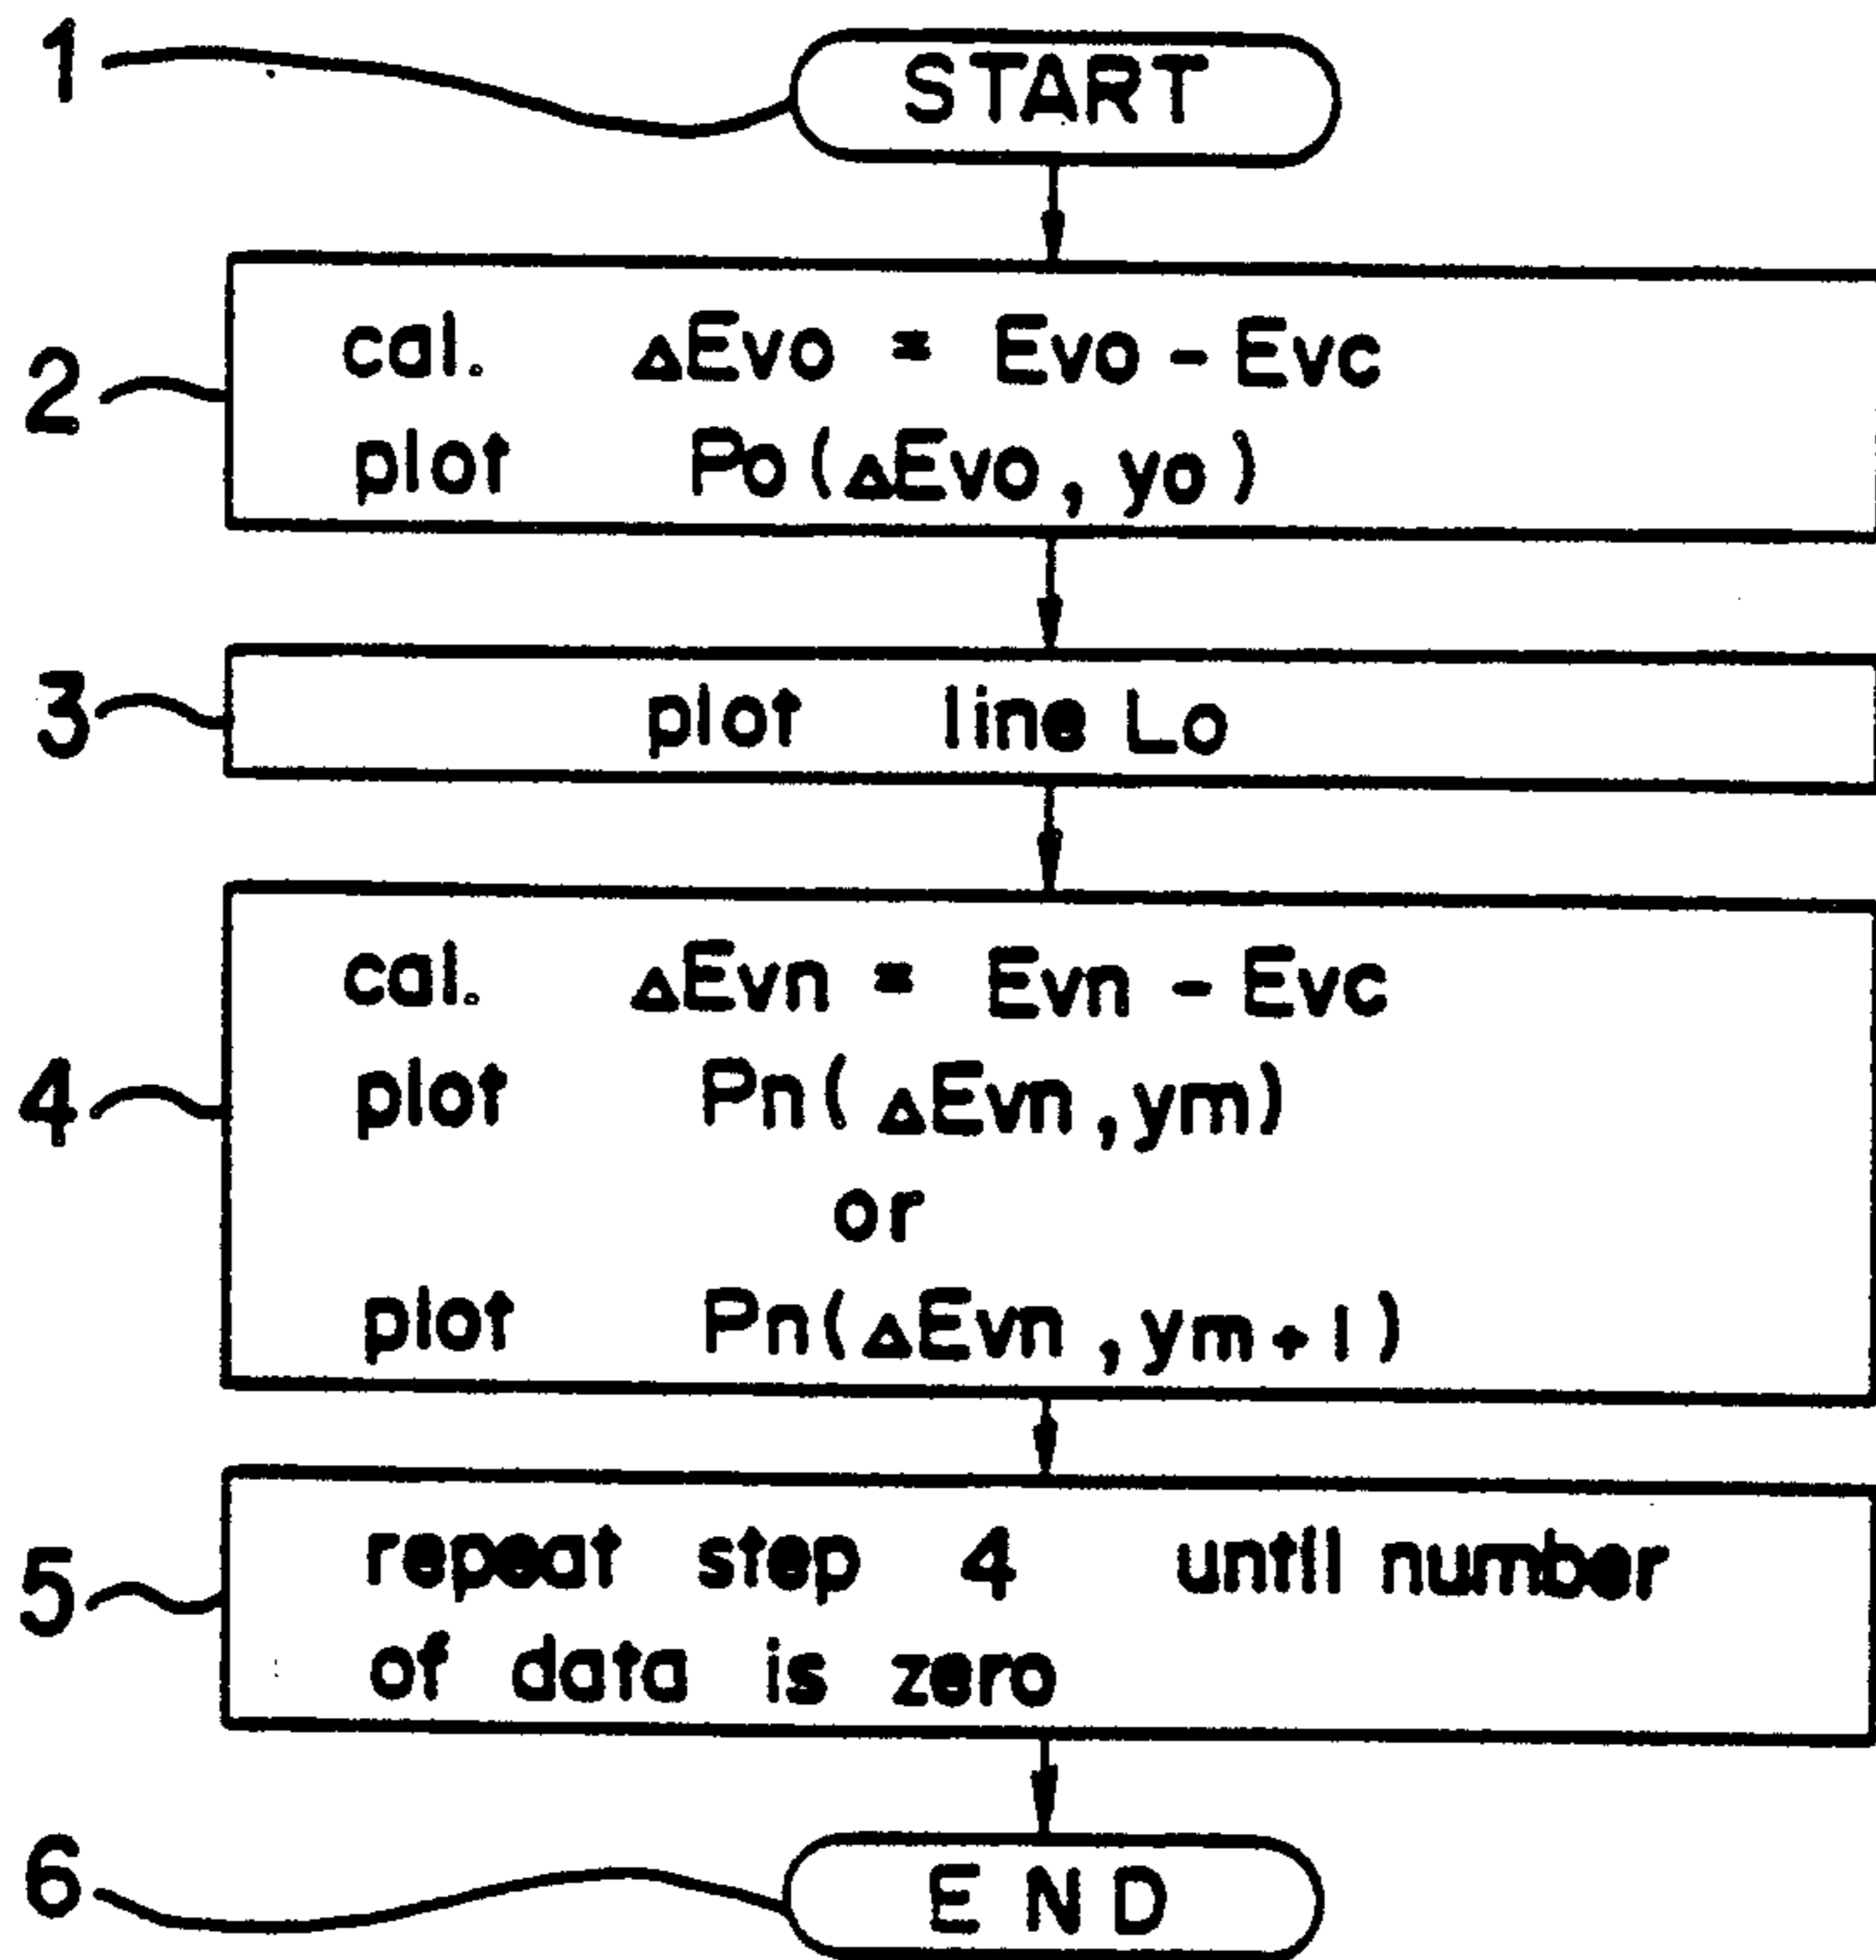 1 START
2 cal. ΔEvo = Evo - Evc
plot Po(ΔEvo, yo)
3 plot line Lo
cal. ΔEvn = Evn - Evc
4 plot Pn(ΔEvn, ym)
or
plot Pn(ΔEvn, ym+1)
5 repeat step 4 until number
of data is zero
6 END